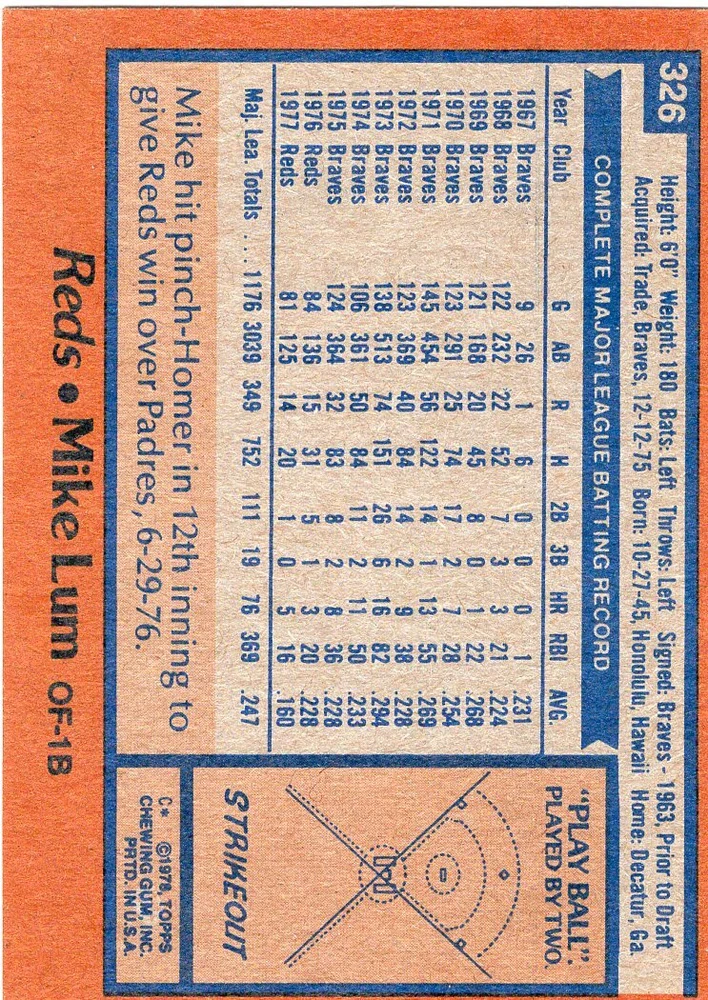 326
Height: 6'0" Weight: 180 Bats: Left Throws: Left Signed: Braves - 1963, Prior to Draft
Acquired: Trade, Braves, 12-12-75 Born: 10-27-45, Honolulu, Hawaii Home: Decatur, Ga.
COMPLETE MAJOR LEAGUE BATTING RECORD
Year Club G AB R H 2B 3B HR RBI AVG.
1967 Braves 9 26 1 6 0 0 0 1 .231
1968 Braves 122 232 22 52 7 3 3 21 .224
1969 Braves 121 168 20 45 8 0 1 22 .268
1970 Braves 123 291 25 74 17 2 7 28 .254
1971 Braves 145 454 56 122 14 1 13 55 .269
1972 Braves 123 369 40 84 14 2 9 38 .228
1973 Braves 138 513 74 151 26 6 16 82 .294
1974 Braves 106 361 50 84 11 2 11 50 .233
1975 Braves 124 364 32 83 8 2 8 36 .228
1976 Reds 84 136 15 31 5 1 3 20 .228
1977 Reds 81 125 14 20 1 0 5 16 .160
Maj. Lea. Totals .... 1176 3039 349 752 111 19 76 369 .247
Mike hit pinch-Homer in 12th inning to
give Reds win over Padres, 6-29-76.
"PLAY BALL"
PLAYED BY TWO.
STRIKEOUT
C* ©1978, TOPPS
CHEWING GUM, INC.
PRTD. IN U.S.A.
Reds • Mike Lum OF-1B